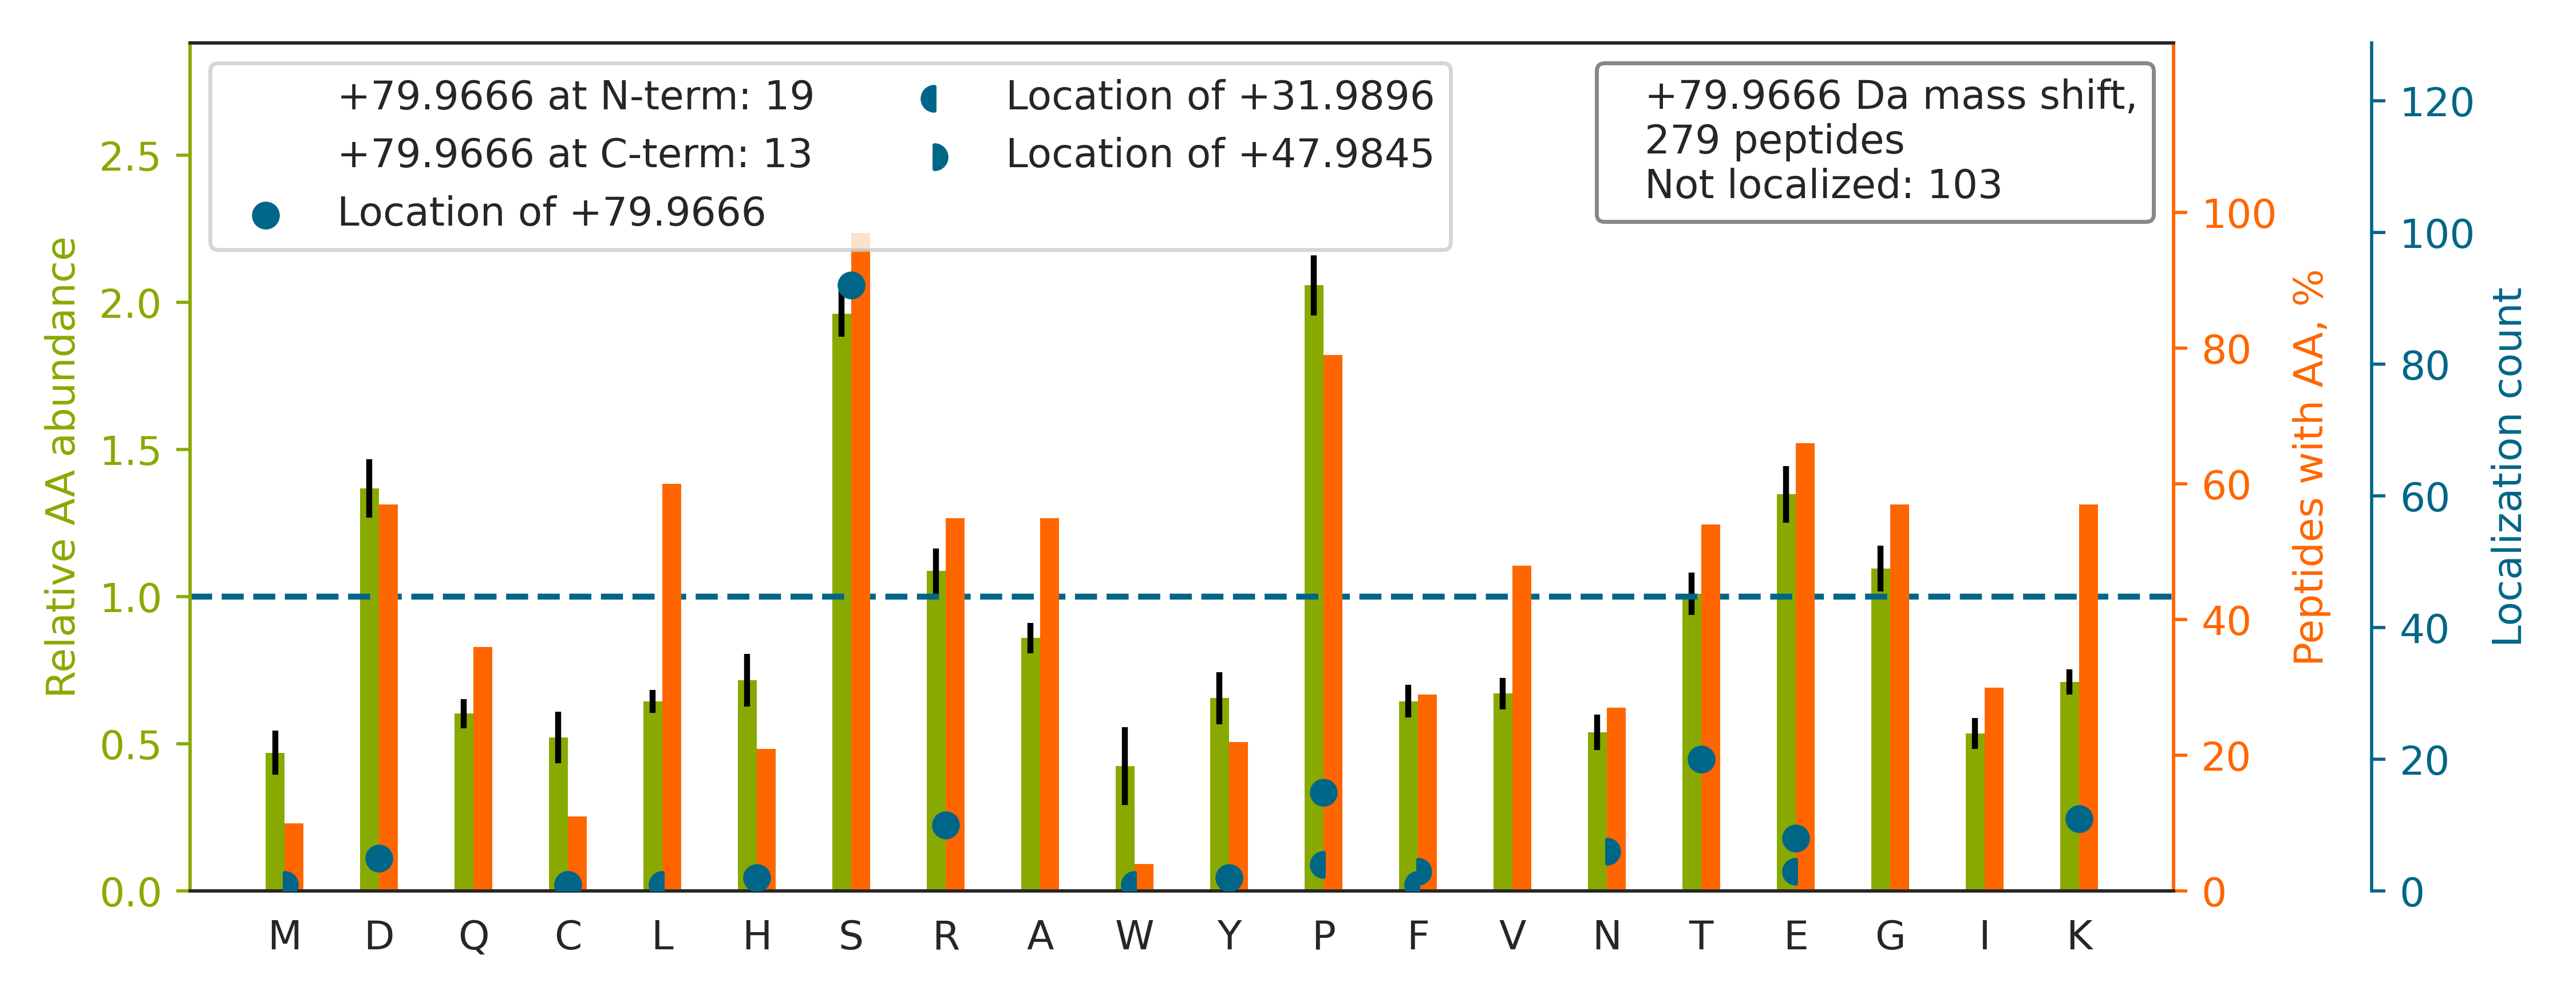 +79.9666 at N-term: 19
+79.9666 at C-term: 13
Location of +79.9666
Location of +31.9896
Location of +47.9845
+79.9666 Da mass shift,
279 peptides
Not localized: 103
Relative AA abundance
2.5
2.0
1.5
1.0
0.5
0.0
M D Q C L H S R A W Y P F V N T E G I K
100
80
60
40
20
0
Peptides with AA, %
120
100
80
60
40
20
0
Localization count